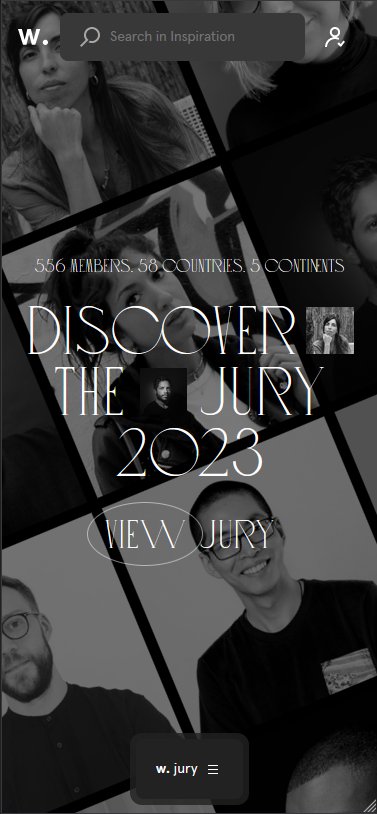 w.
Search in Inspiration
556 MEMBERS. 58 COUNTRIES. 5 CONTINENTS
DISCOVER
THE JURY
2023
VIEW JURY
w. jury